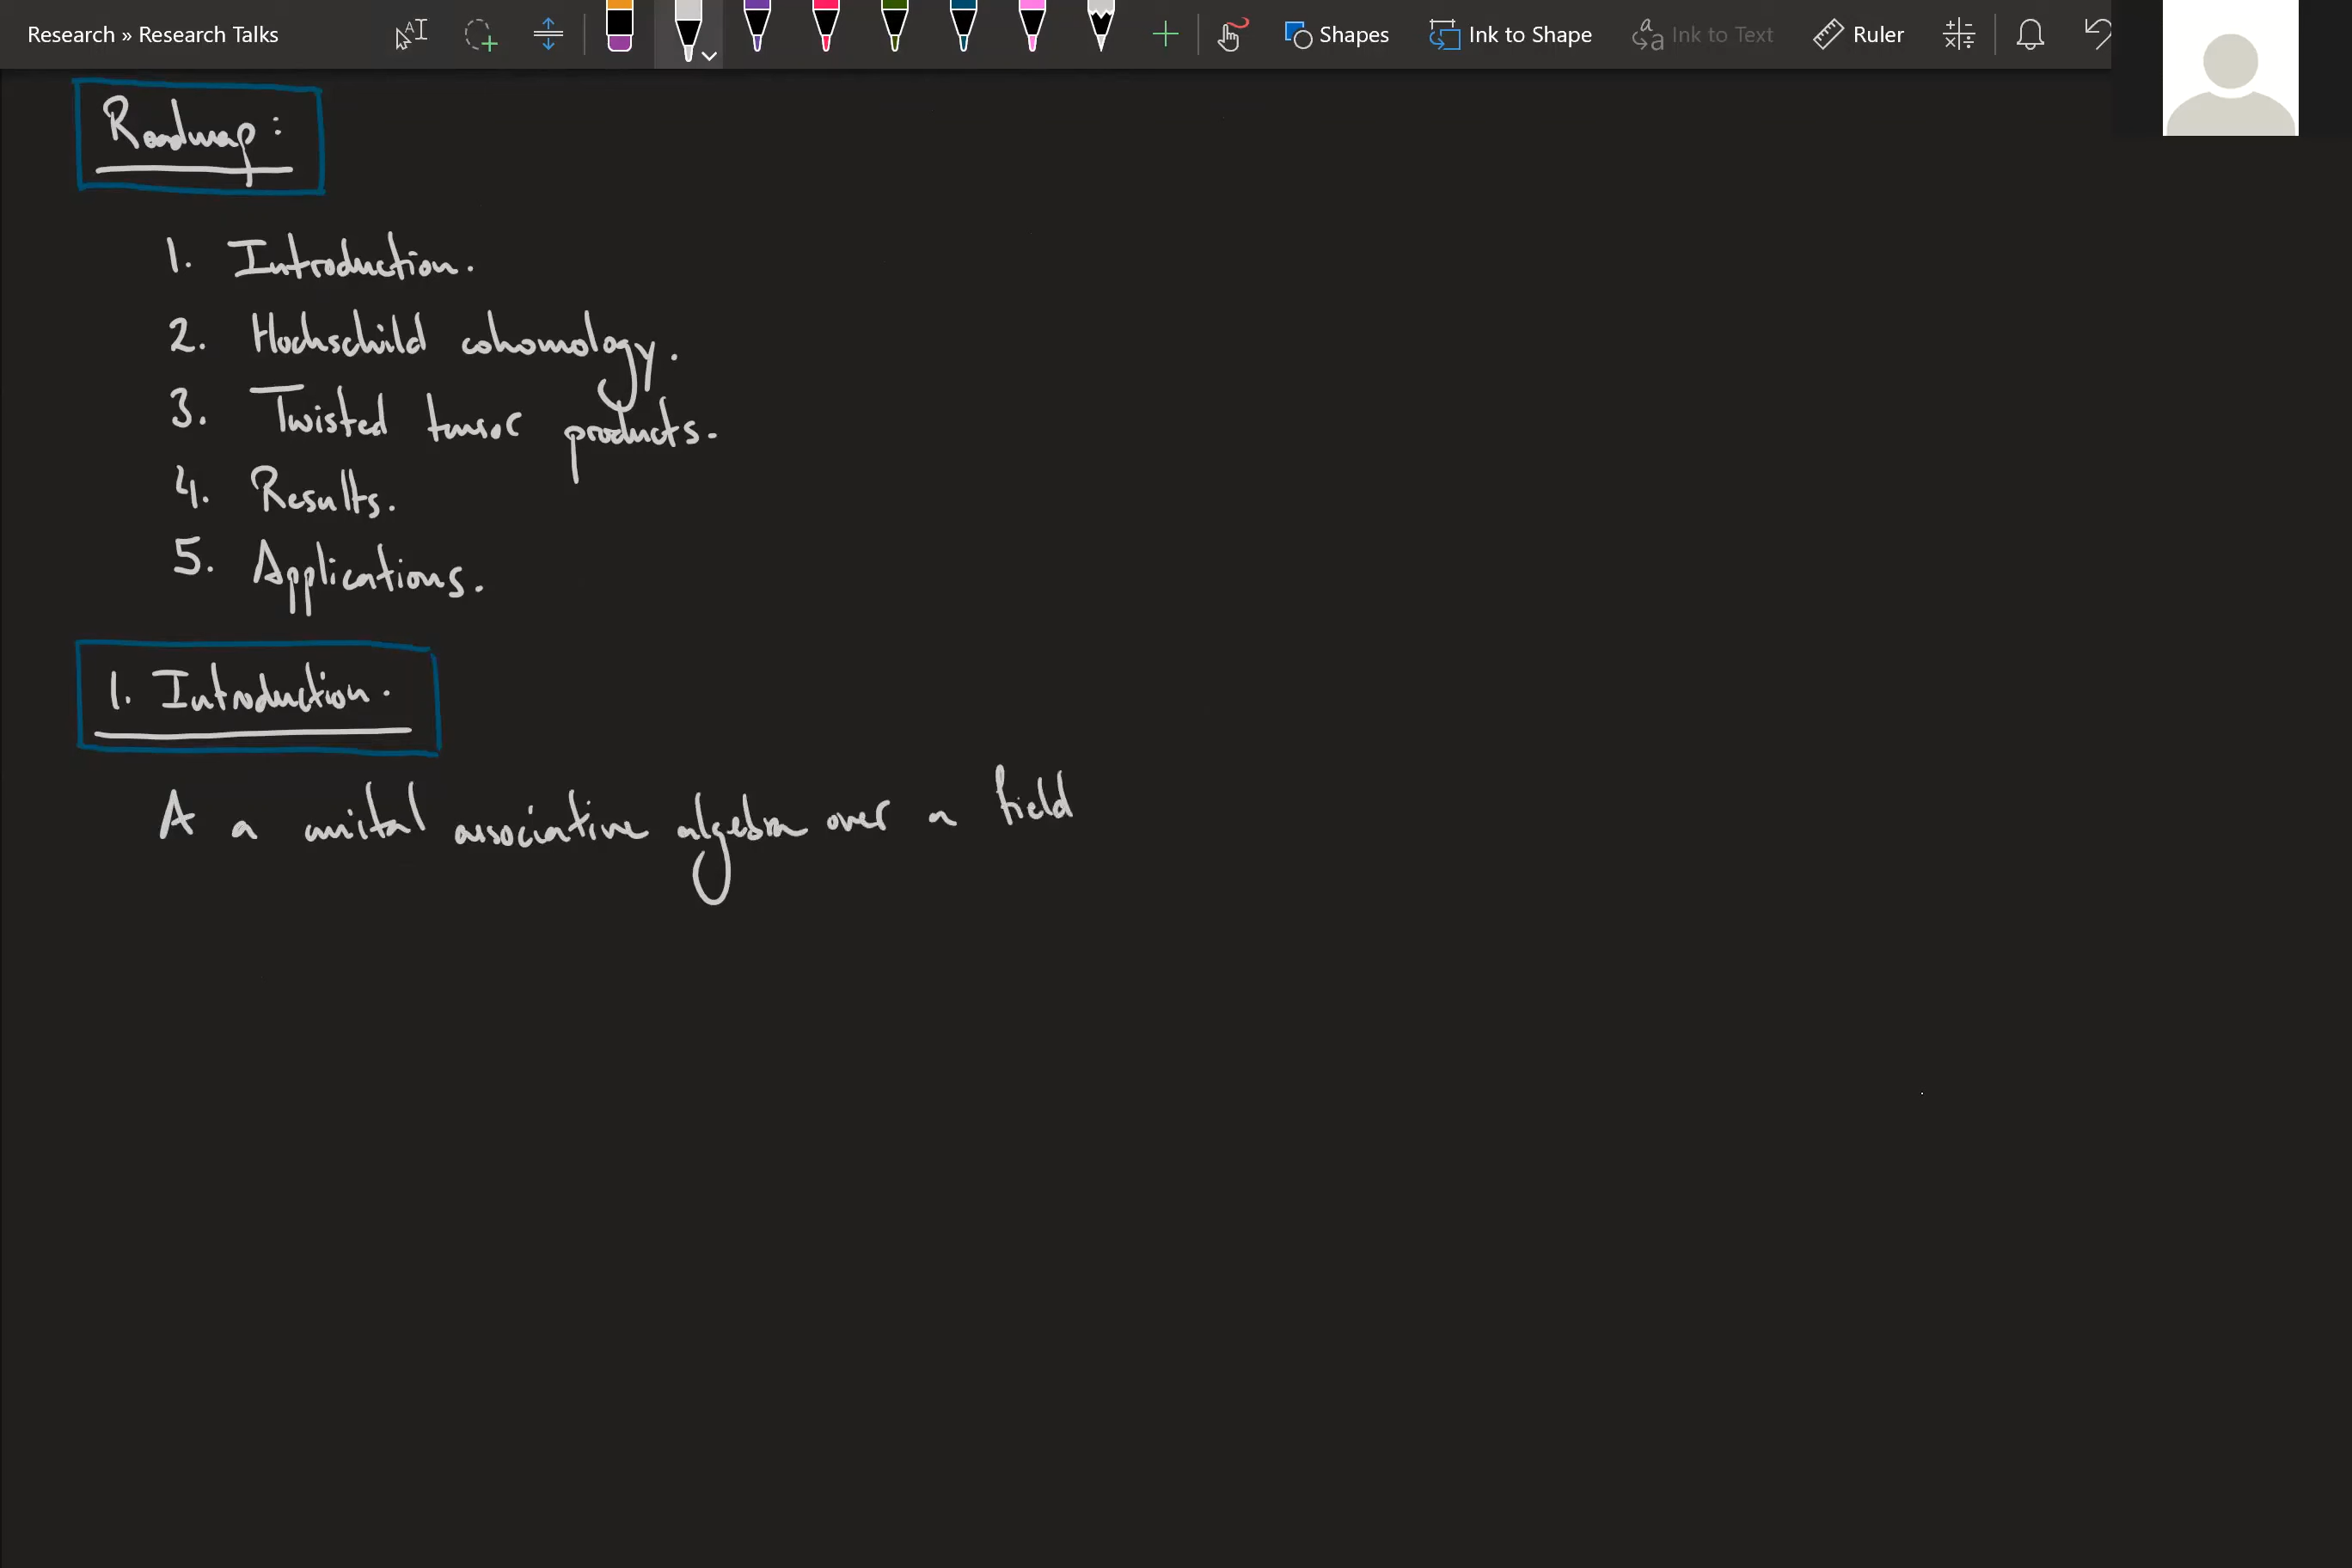 Research » Research Talks
Shapes
Ink to Shape
Ink to Text
Ruler
Roadmap:
1. Introduction.
2. Hochschild cohomology.
3. Twisted tensor products.
4. Results.
5. Applications.
1. Introduction.
A a unital associative algebra over a field